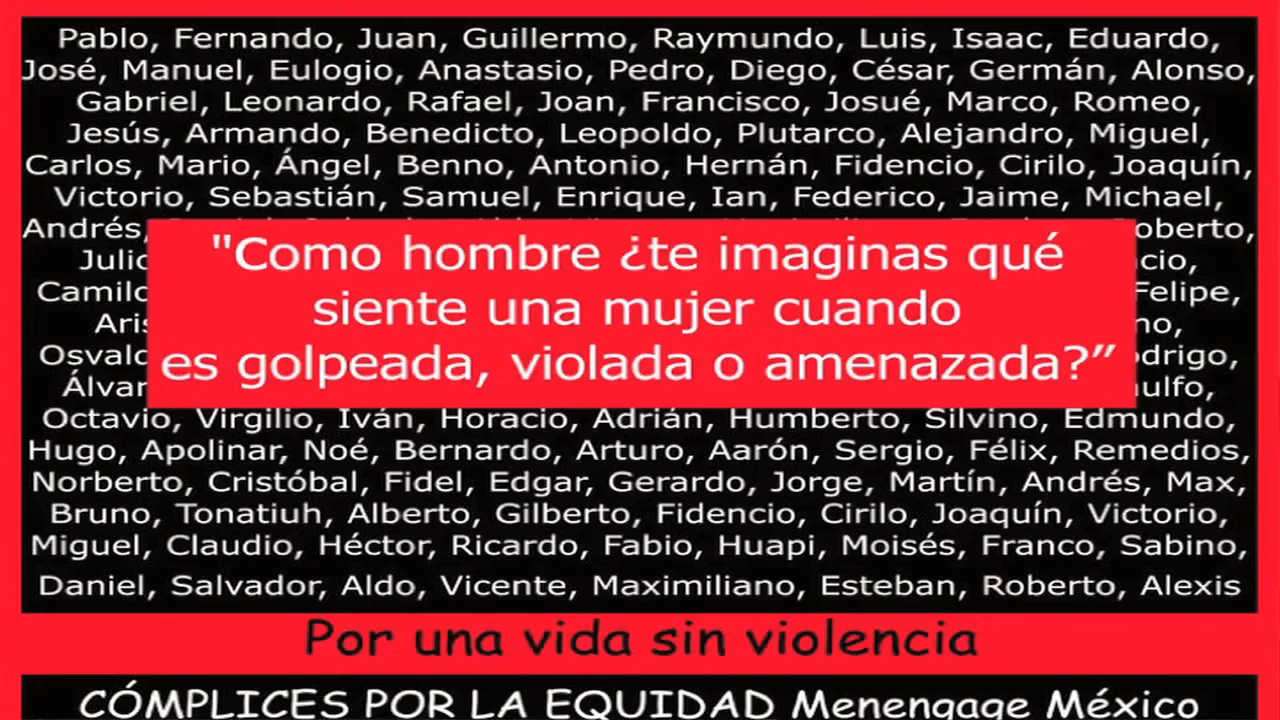 Pablo, Fernando, Juan, Guillermo, Raymundo, Luis, Isaac, Eduardo,
José, Manuel, Eulogio, Anastasio, Pedro, Diego, César, Germán, Alonso,
Gabriel, Leonardo, Rafael, Joan, Francisco, Josué, Marco, Romeo,
Jesús, Armando, Benedicto, Leopoldo, Plutarco, Alejandro, Miguel,
Carlos, Mario, Ángel, Benno, Antonio, Hernán, Fidencio, Cirilo, Joaquín,
Victorio, Sebastián, Samuel, Enrique, Ian, Federico, Jaime, Michael,
Andrés,
"Como hombre ¿te imaginas qué
siente una mujer cuando
es golpeada, violada o amenazada?”
Felipe,
Octavio, Virgilio, Iván, Horacio, Adrián, Humberto, Silvino, Edmundo,
Hugo, Apolinar, Noé, Bernardo, Arturo, Aarón, Sergio, Félix, Remedios,
Norberto, Cristóbal, Fidel, Edgar, Gerardo, Jorge, Martín, Andrés, Max,
Bruno, Tonatiuh, Alberto, Gilberto, Fidencio, Cirilo, Joaquín, Victorio,
Miguel, Claudio, Héctor, Ricardo, Fabio, Huapi, Moisés, Franco, Sabino,
Daniel, Salvador, Aldo, Vicente, Maximiliano, Esteban, Roberto, Alexis
Por una vida sin violencia
CÓMPLICES POR LA EQUIDAD Menengage México